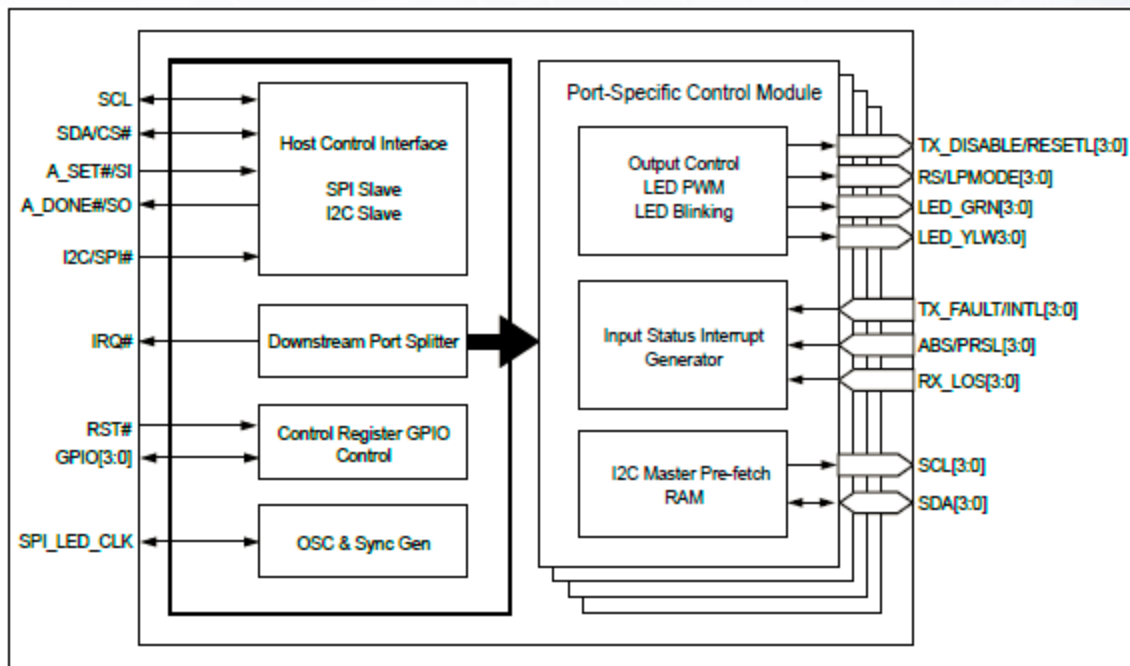 SCL
SDA/CS#
A_SET#/SI
A_DONE#/SO
I2C/SPI#
IRQ#
RST#
GPIO[3:0]
SPI_LED_CLK
Host Control Interface
SPI Slave
I2C Slave
Downstream Port Splitter
Control Register GPIO
Control
OSC & Sync Gen
Port-Specific Control Module
Output Control
LED PWM
LED Blinking
Input Status Interrupt
Generator
I2C Master Pre-fetch
RAM
TX_DISABLE/RESETL[3:0]
RS/LPMODE[3:0]
LED_GRN[3:0]
LED_YLW3:0]
TX_FAULT/INTL[3:0]
ABS/PRSL[3:0]
RX_LOS[3:0]
SCL[3:0]
SDA[3:0]